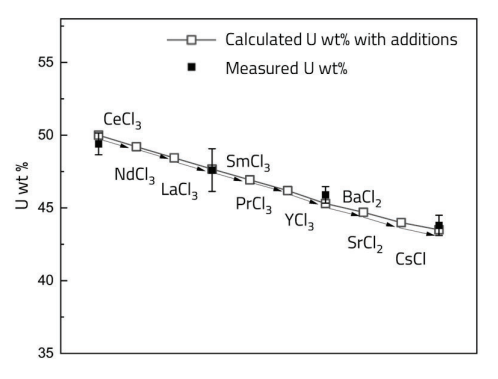 Calculated U wt% with additions
Measured U wt%
55
50
45
40
35
U wt %
CeCl₃
NdCl₃
LaCl₃
SmCl₃
PrCl₃
YCl₃
BaCl₂
SrCl₂
CsCl